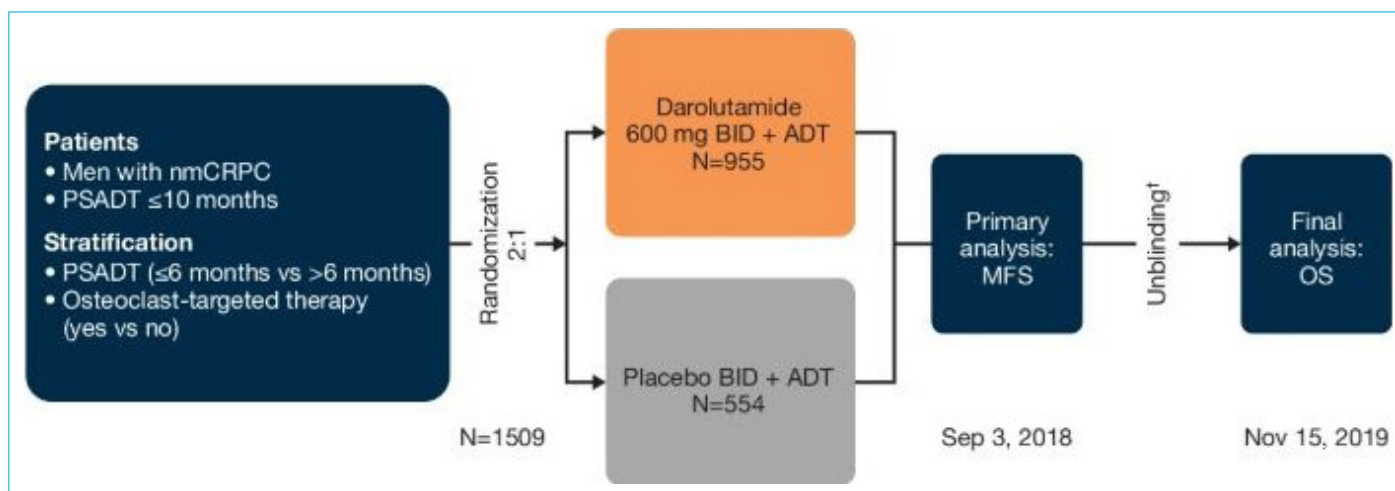 Patients
• Men with nmCRPC
• PSADT ≤10 months
Stratification
• PSADT (≤6 months vs >6 months)
• Osteoclast-targeted therapy
(yes vs no)
Randomization
2:1
N=1509
Darolutamide
600 mg BID + ADT
N=955
Placebo BID + ADT
N=554
Primary
analysis:
MFS
Sep 3, 2018
Unblinding†
Final
analysis:
OS
Nov 15, 2019